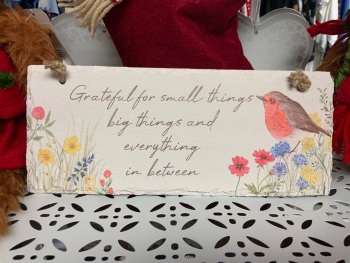 Grateful for small things
big things and
everything
in between